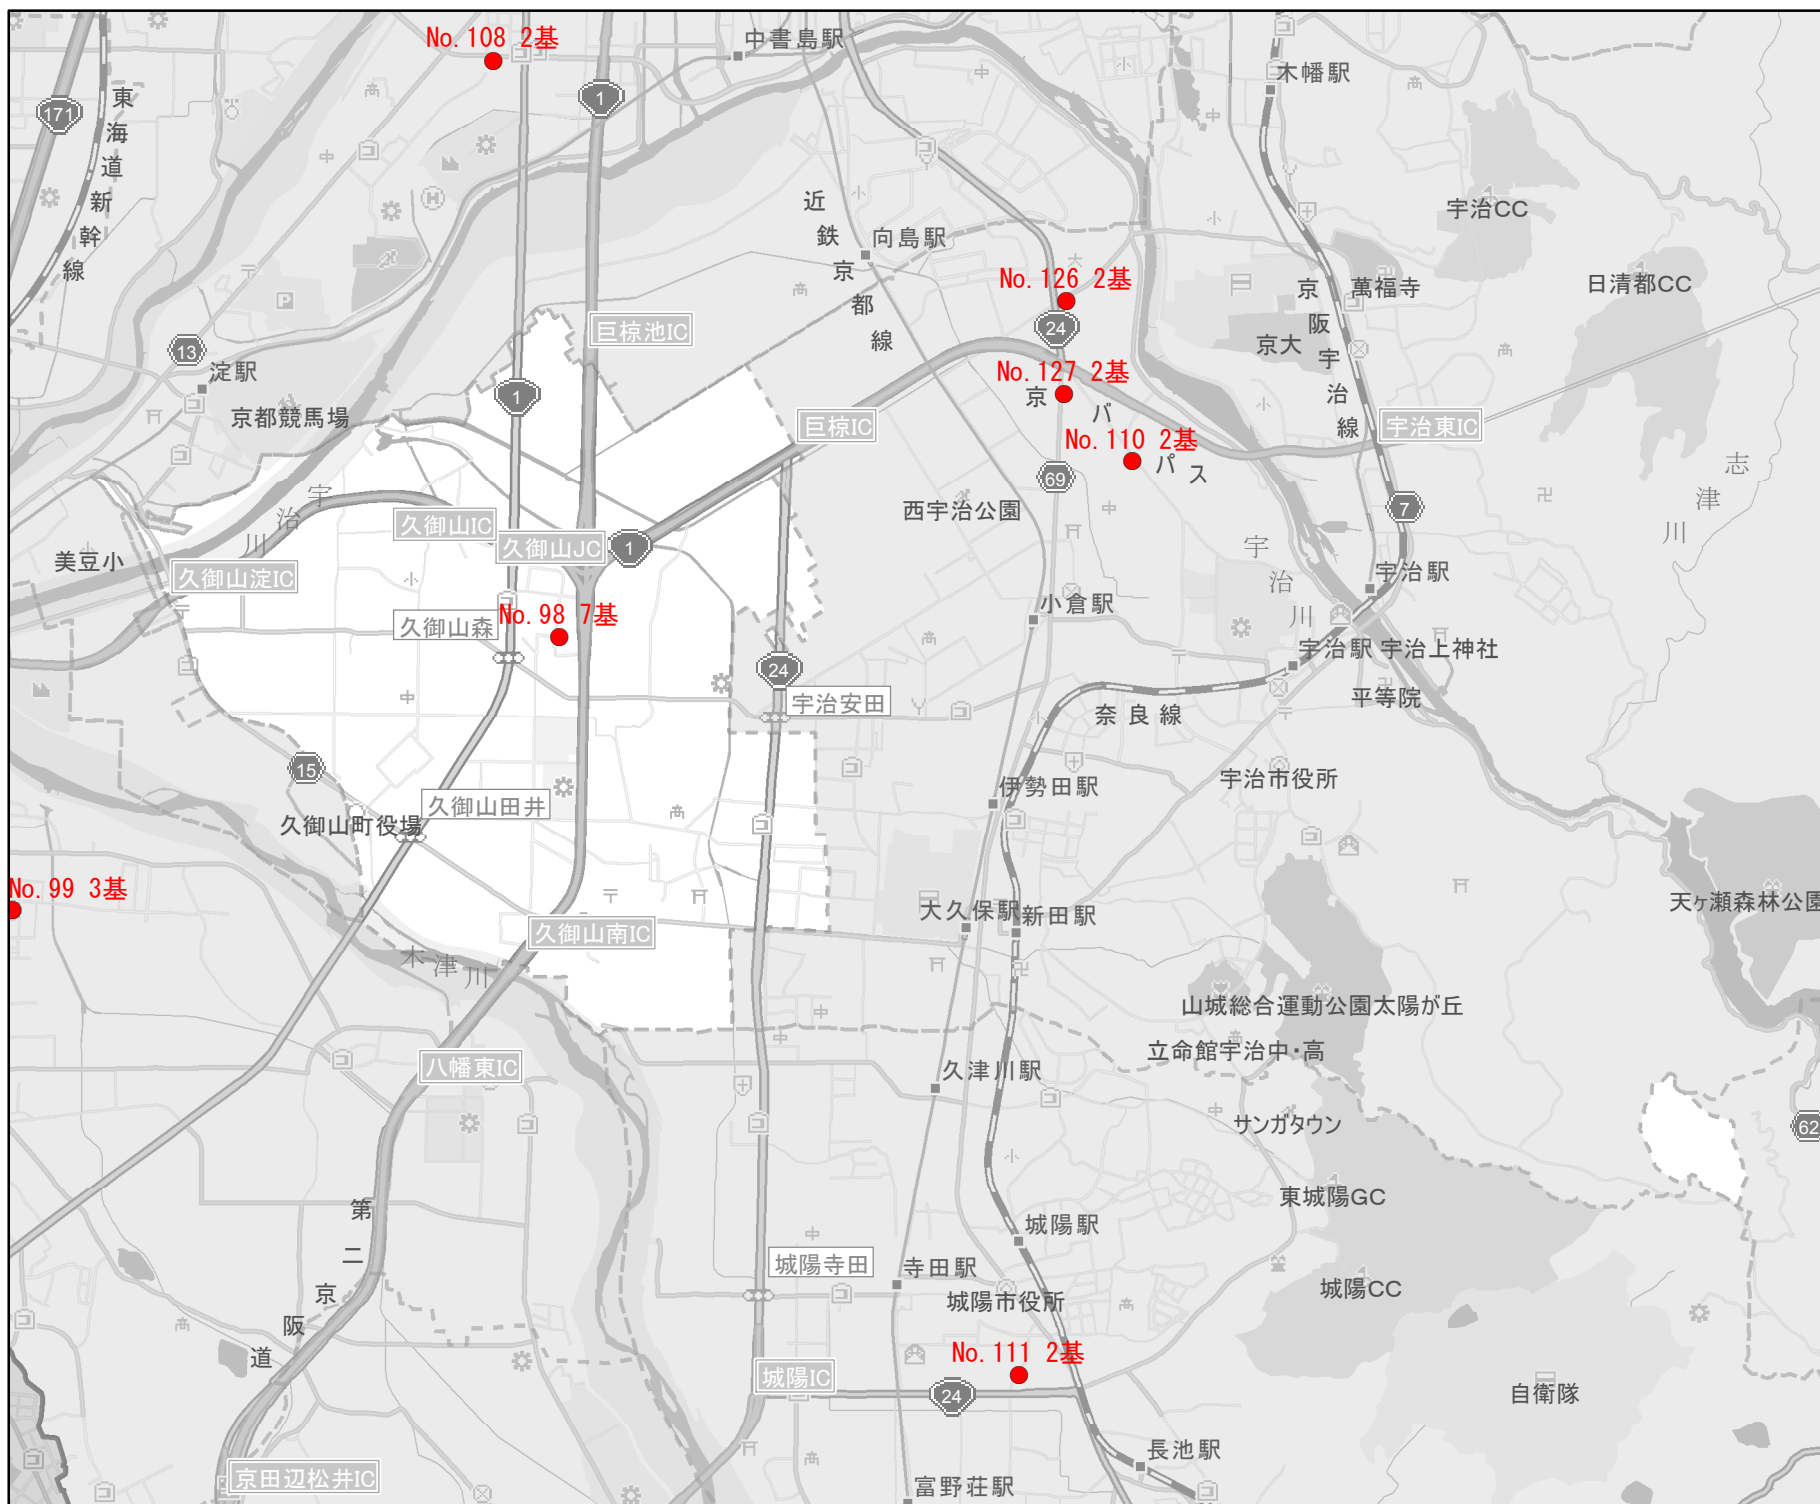 No.108 2基
中書島駅
木幡駅
1
171
東海道新幹線
宇治CC
近鉄京都線
向島駅
No.126 2基
萬福寺
日清都CC
京阪宇治線
巨椋池IC
24
京大
13
淀駅
No.127 2基
京バパス
1
京都競馬場
巨椋IC
宇治東IC
No.110 2基
志津川
69
宇治川
西宇治公園
7
久御山IC
久御山JC
1
美豆小
久御山淀IC
宇治川
宇治駅
小倉駅
久御山森
No.98 7基
宇治駅
宇治上神社
24
宇治安田
平等院
奈良線
15
宇治市役所
伊勢田駅
久御山田井
久御山町役場
No.99 3基
天ヶ瀬森林公園
大久保駅
新田駅
久御山南IC
木津川
山城総合運動公園太陽が丘
立命館宇治中・高
八幡東IC
久津川駅
サンガタウン
62
東城陽GC
第二京阪道
城陽駅
城陽寺田
寺田駅
城陽CC
城陽市役所
No.111 2基
城陽IC
24
自衛隊
長池駅
京田辺松井IC
富野荘駅